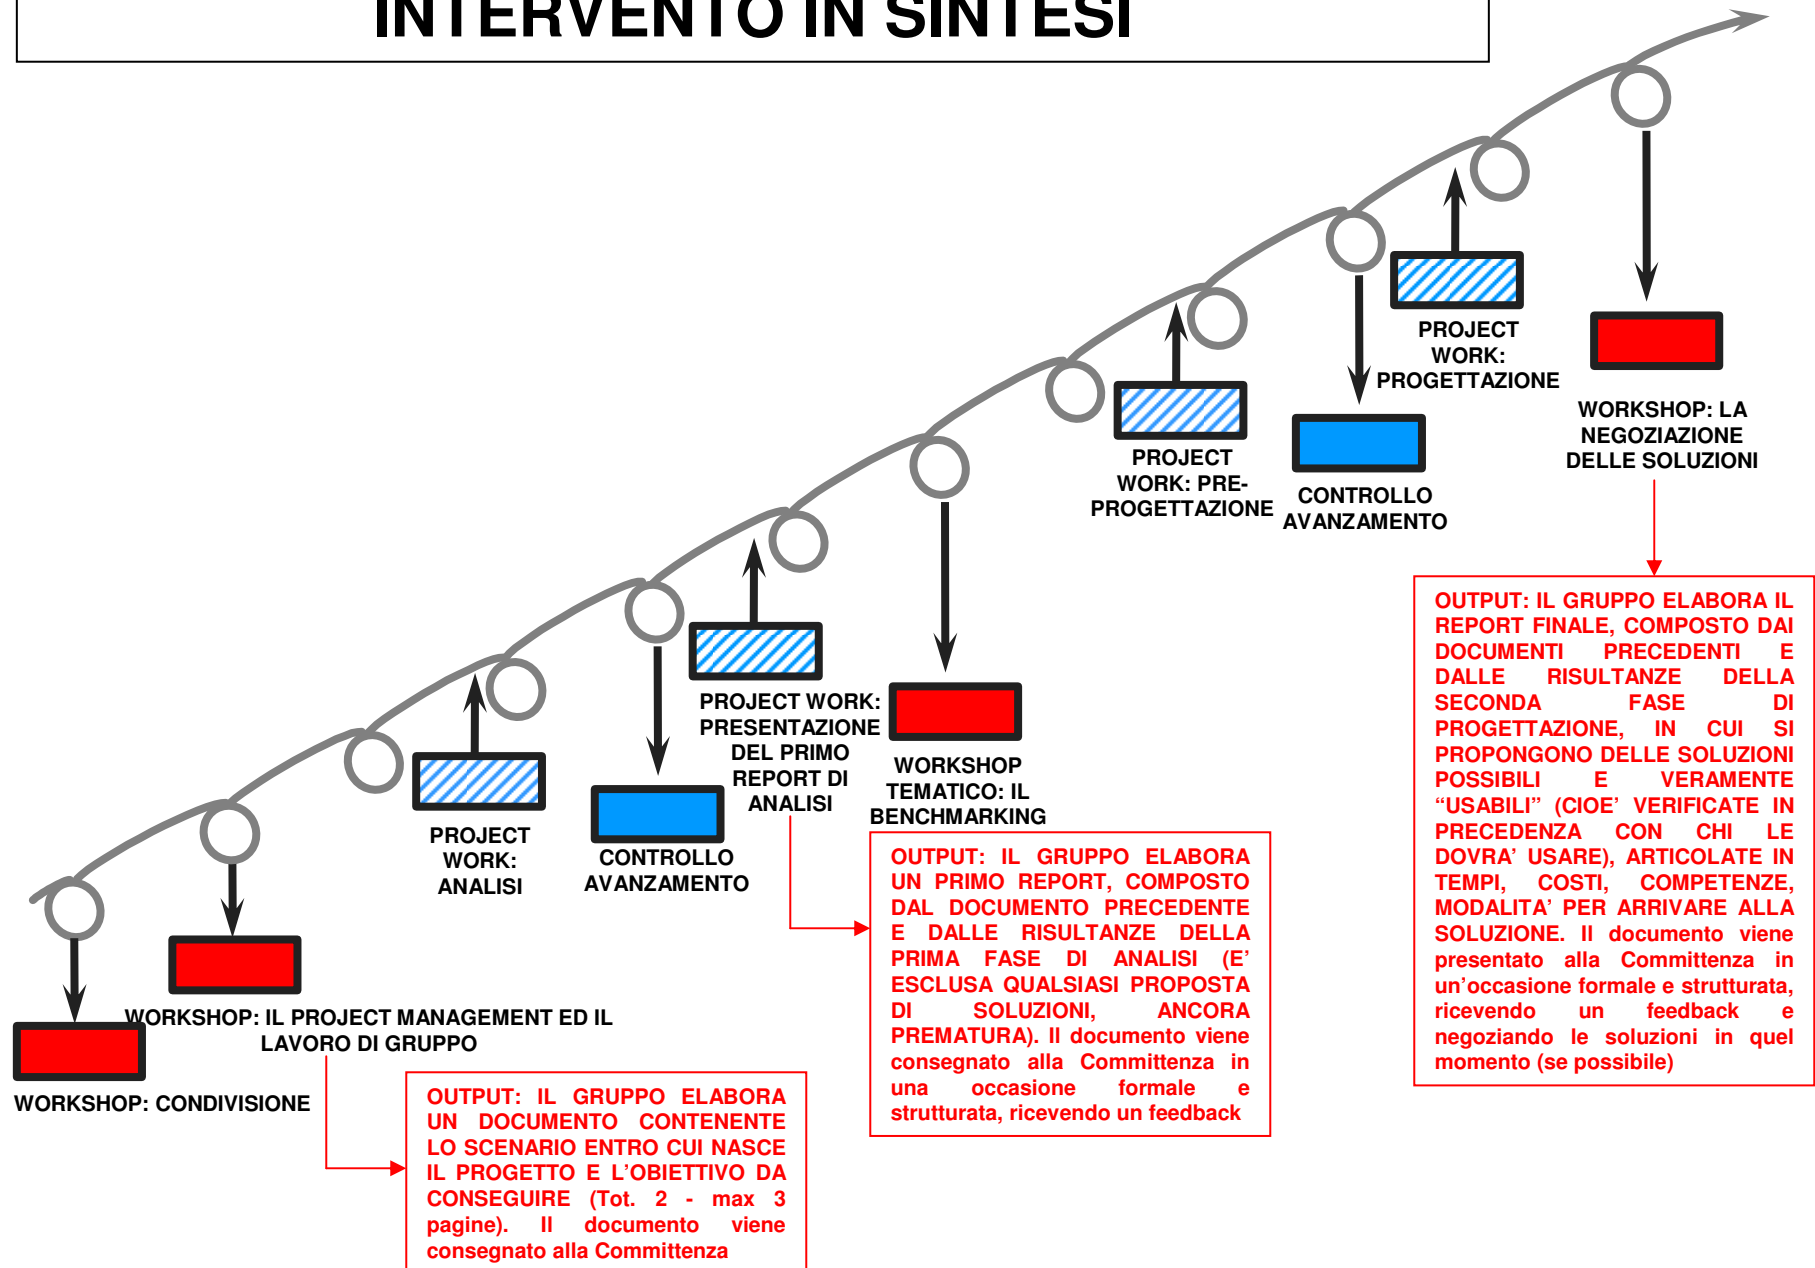 INTERVENTO IN SINTESI
PROJECT
WORK:
PROGETTAZIONE
WORKSHOP: LA
NEGOZIAZIONE
DELLE SOLUZIONI
PROJECT
WORK: PRE-
PROGETTAZIONE
CONTROLLO
AVANZAMENTO
PROJECT WORK:
PRESENTAZIONE
DEL PRIMO
REPORT DI
ANALISI
WORKSHOP
TEMATICO: IL
BENCHMARKING
PROJECT
WORK:
ANALISI
CONTROLLO
AVANZAMENTO
WORKSHOP: IL PROJECT MANAGEMENT ED IL
LAVORO DI GRUPPO
WORKSHOP: CONDIVISIONE
OUTPUT: IL GRUPPO ELABORA
UN DOCUMENTO CONTENENTE
LO SCENARIO ENTRO CUI NASCE
IL PROGETTO E L'OBIETTIVO DA
CONSEGUIRE (Tot. 2 - max 3
pagine). Il documento viene
consegnato alla Committenza
OUTPUT: IL GRUPPO ELABORA
UN PRIMO REPORT, COMPOSTO
DAL DOCUMENTO PRECEDENTE
E DALLE RISULTANZE DELLA
PRIMA FASE DI ANALISI (E'
ESCLUSA QUALSIASI PROPOSTA
DI SOLUZIONI, ANCORA
PREMATURA). Il documento viene
consegnato alla Committenza in
una occasione formale e
strutturata, ricevendo un feedback
OUTPUT: IL GRUPPO ELABORA IL
REPORT FINALE, COMPOSTO DAI
DOCUMENTI PRECEDENTI E
DALLE RISULTANZE DELLA
SECONDA FASE DI
PROGETTAZIONE, IN CUI SI
PROPONGONO DELLE SOLUZIONI
POSSIBILI E VERAMENTE
“USABILI” (CIOE' VERIFICATE IN
PRECEDENZA CON CHI LE
DOVRA' USARE), ARTICOLATE IN
TEMPI, COSTI, COMPETENZE,
MODALITA' PER ARRIVARE ALLA
SOLUZIONE. Il documento viene
presentato alla Committenza in
un'occasione formale e strutturata,
ricevendo un feedback e
negoziando le soluzioni in quel
momento (se possibile)